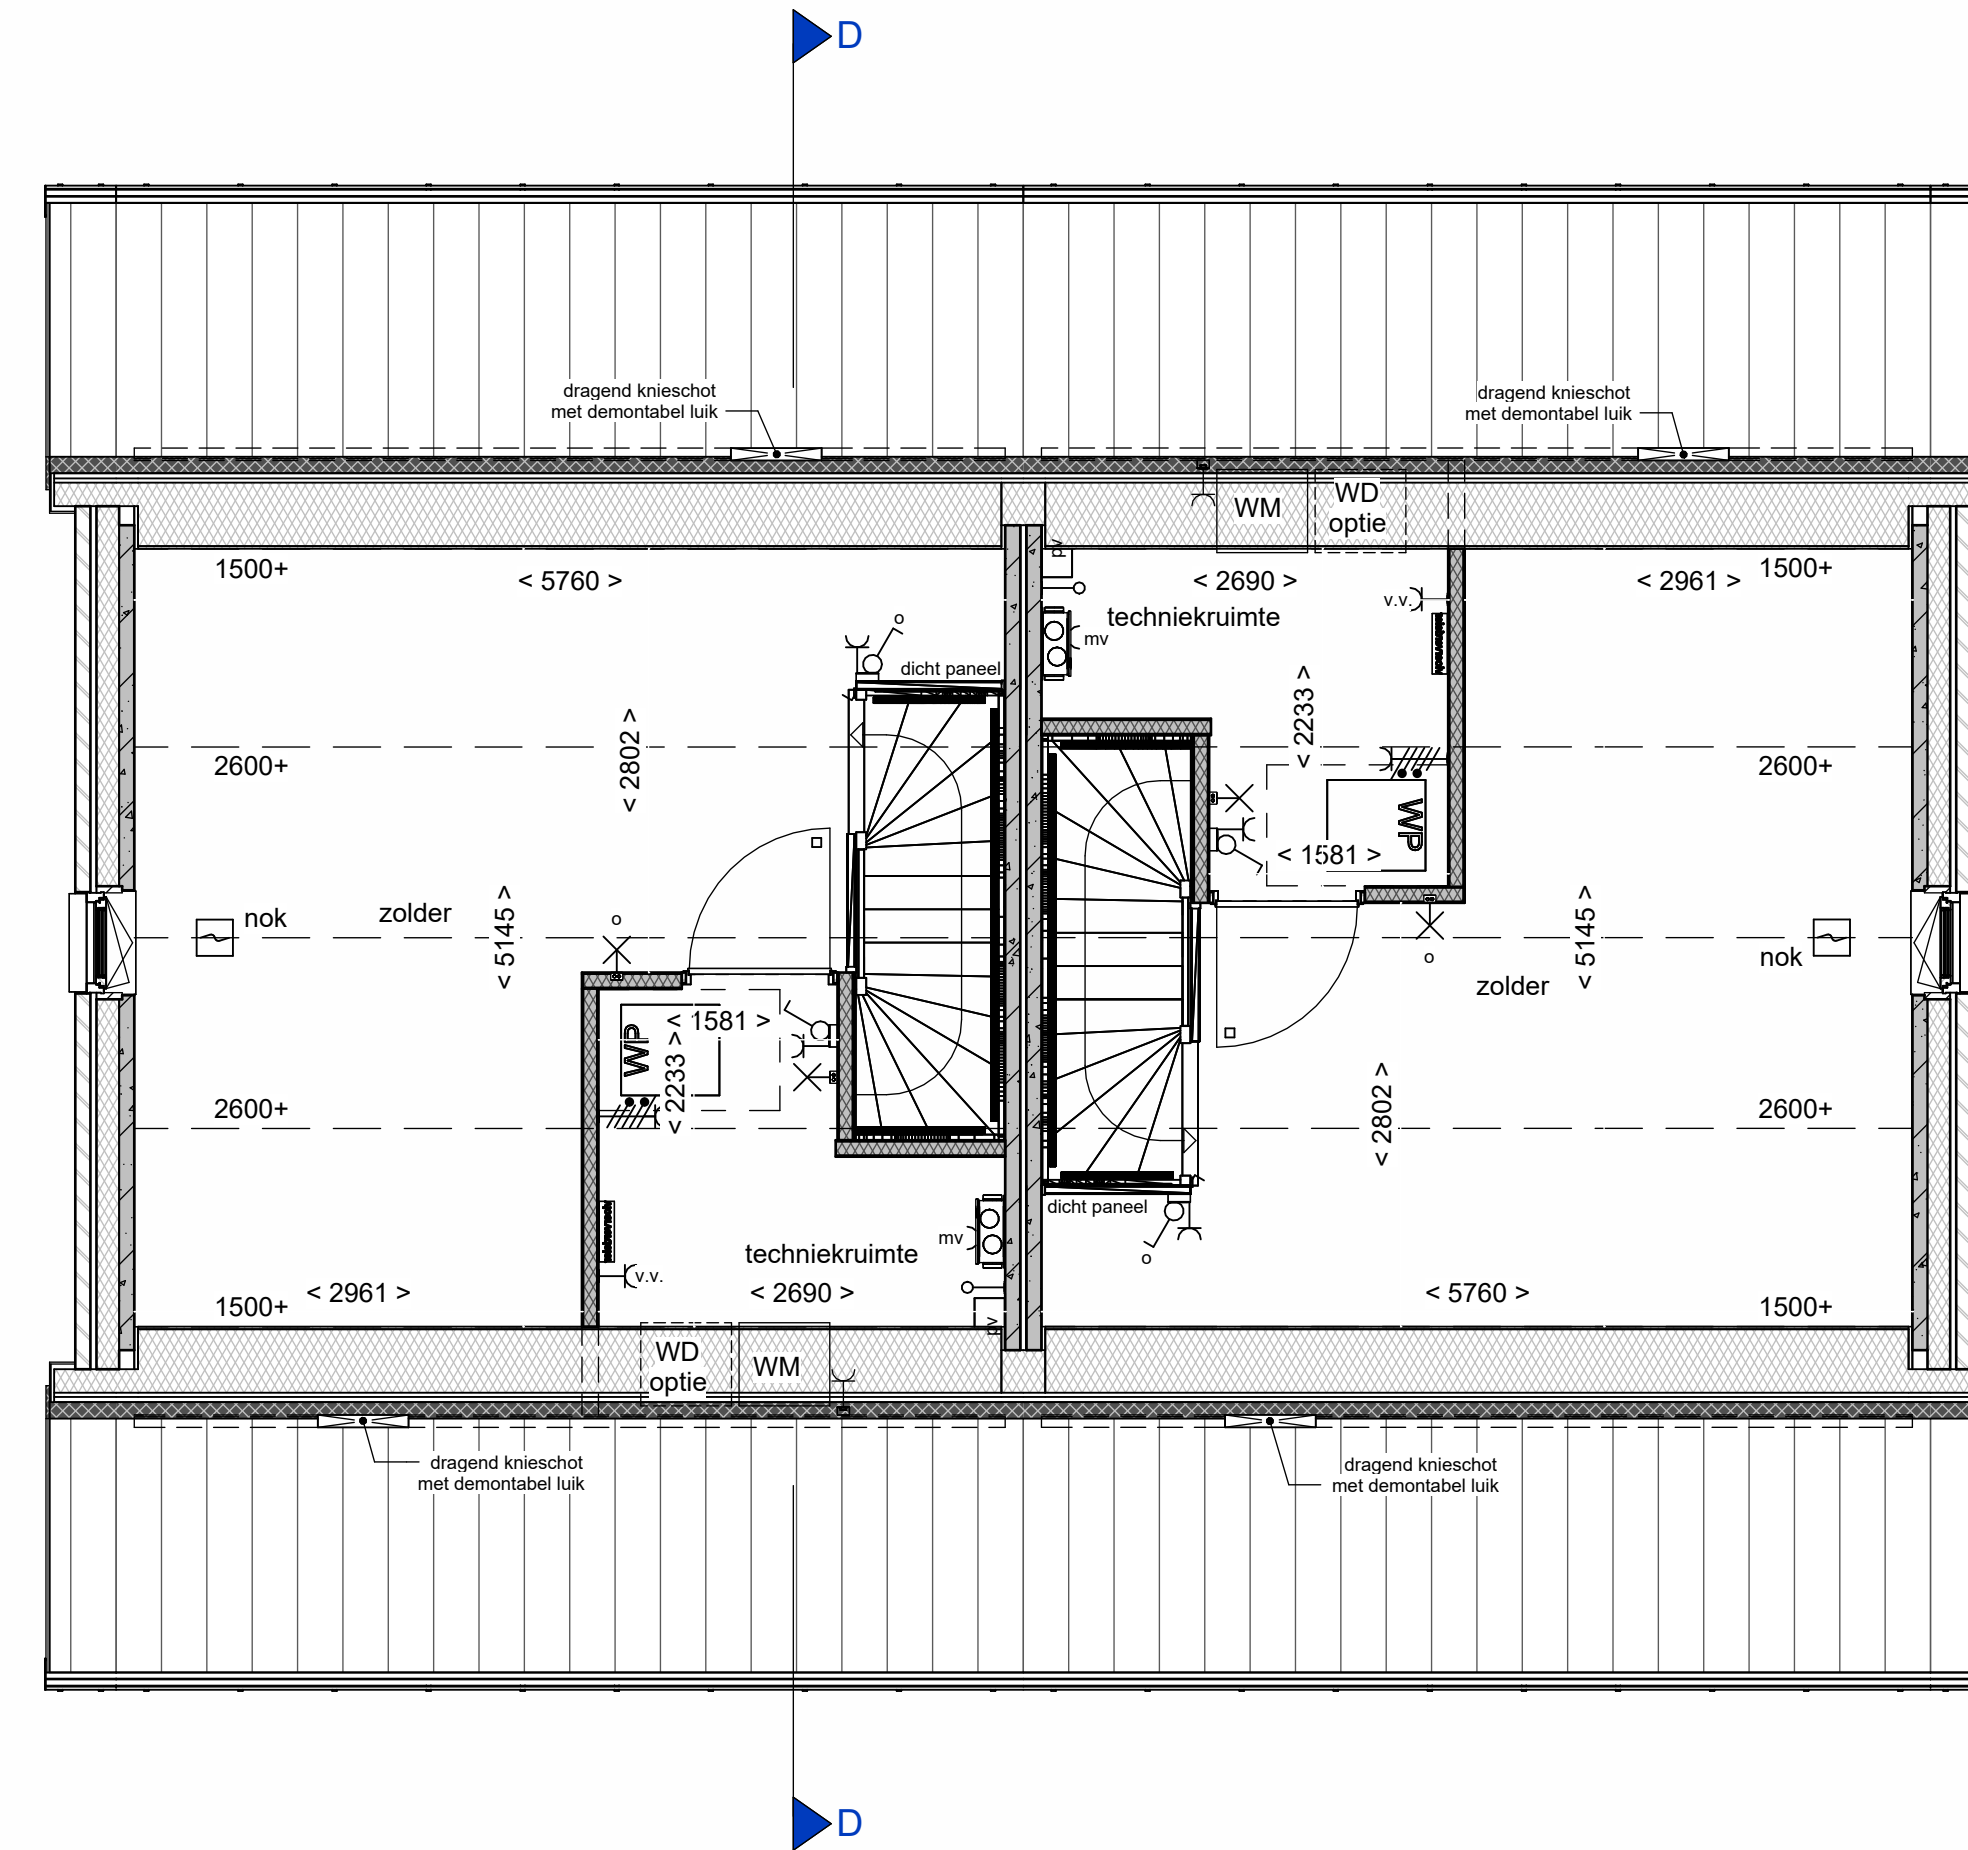 D
dragend knieschot
met demontabel luik
dragend knieschot
met demontabel luik
WM
WD
optie
1500+
< 5760 >
pv
< 2690 >
< 2961 >
1500+
v.v.
techniekruimte
mv
dicht paneel
o
2600+
< 2802 >
< 2233 >
2600+
WP
< 1581 >
nok
zolder
< 5145 >
o
< 5145 >
nok
o
zolder
< 1581 >
WP
< 2233 >
2600+
< 2802 >
2600+
dicht paneel
mv
techniekruimte
o
v.v.
1500+
< 2961 >
< 2690 >
pv
< 5760 >
1500+
WD
optie
WM
dragend knieschot
met demontabel luik
dragend knieschot
met demontabel luik
D